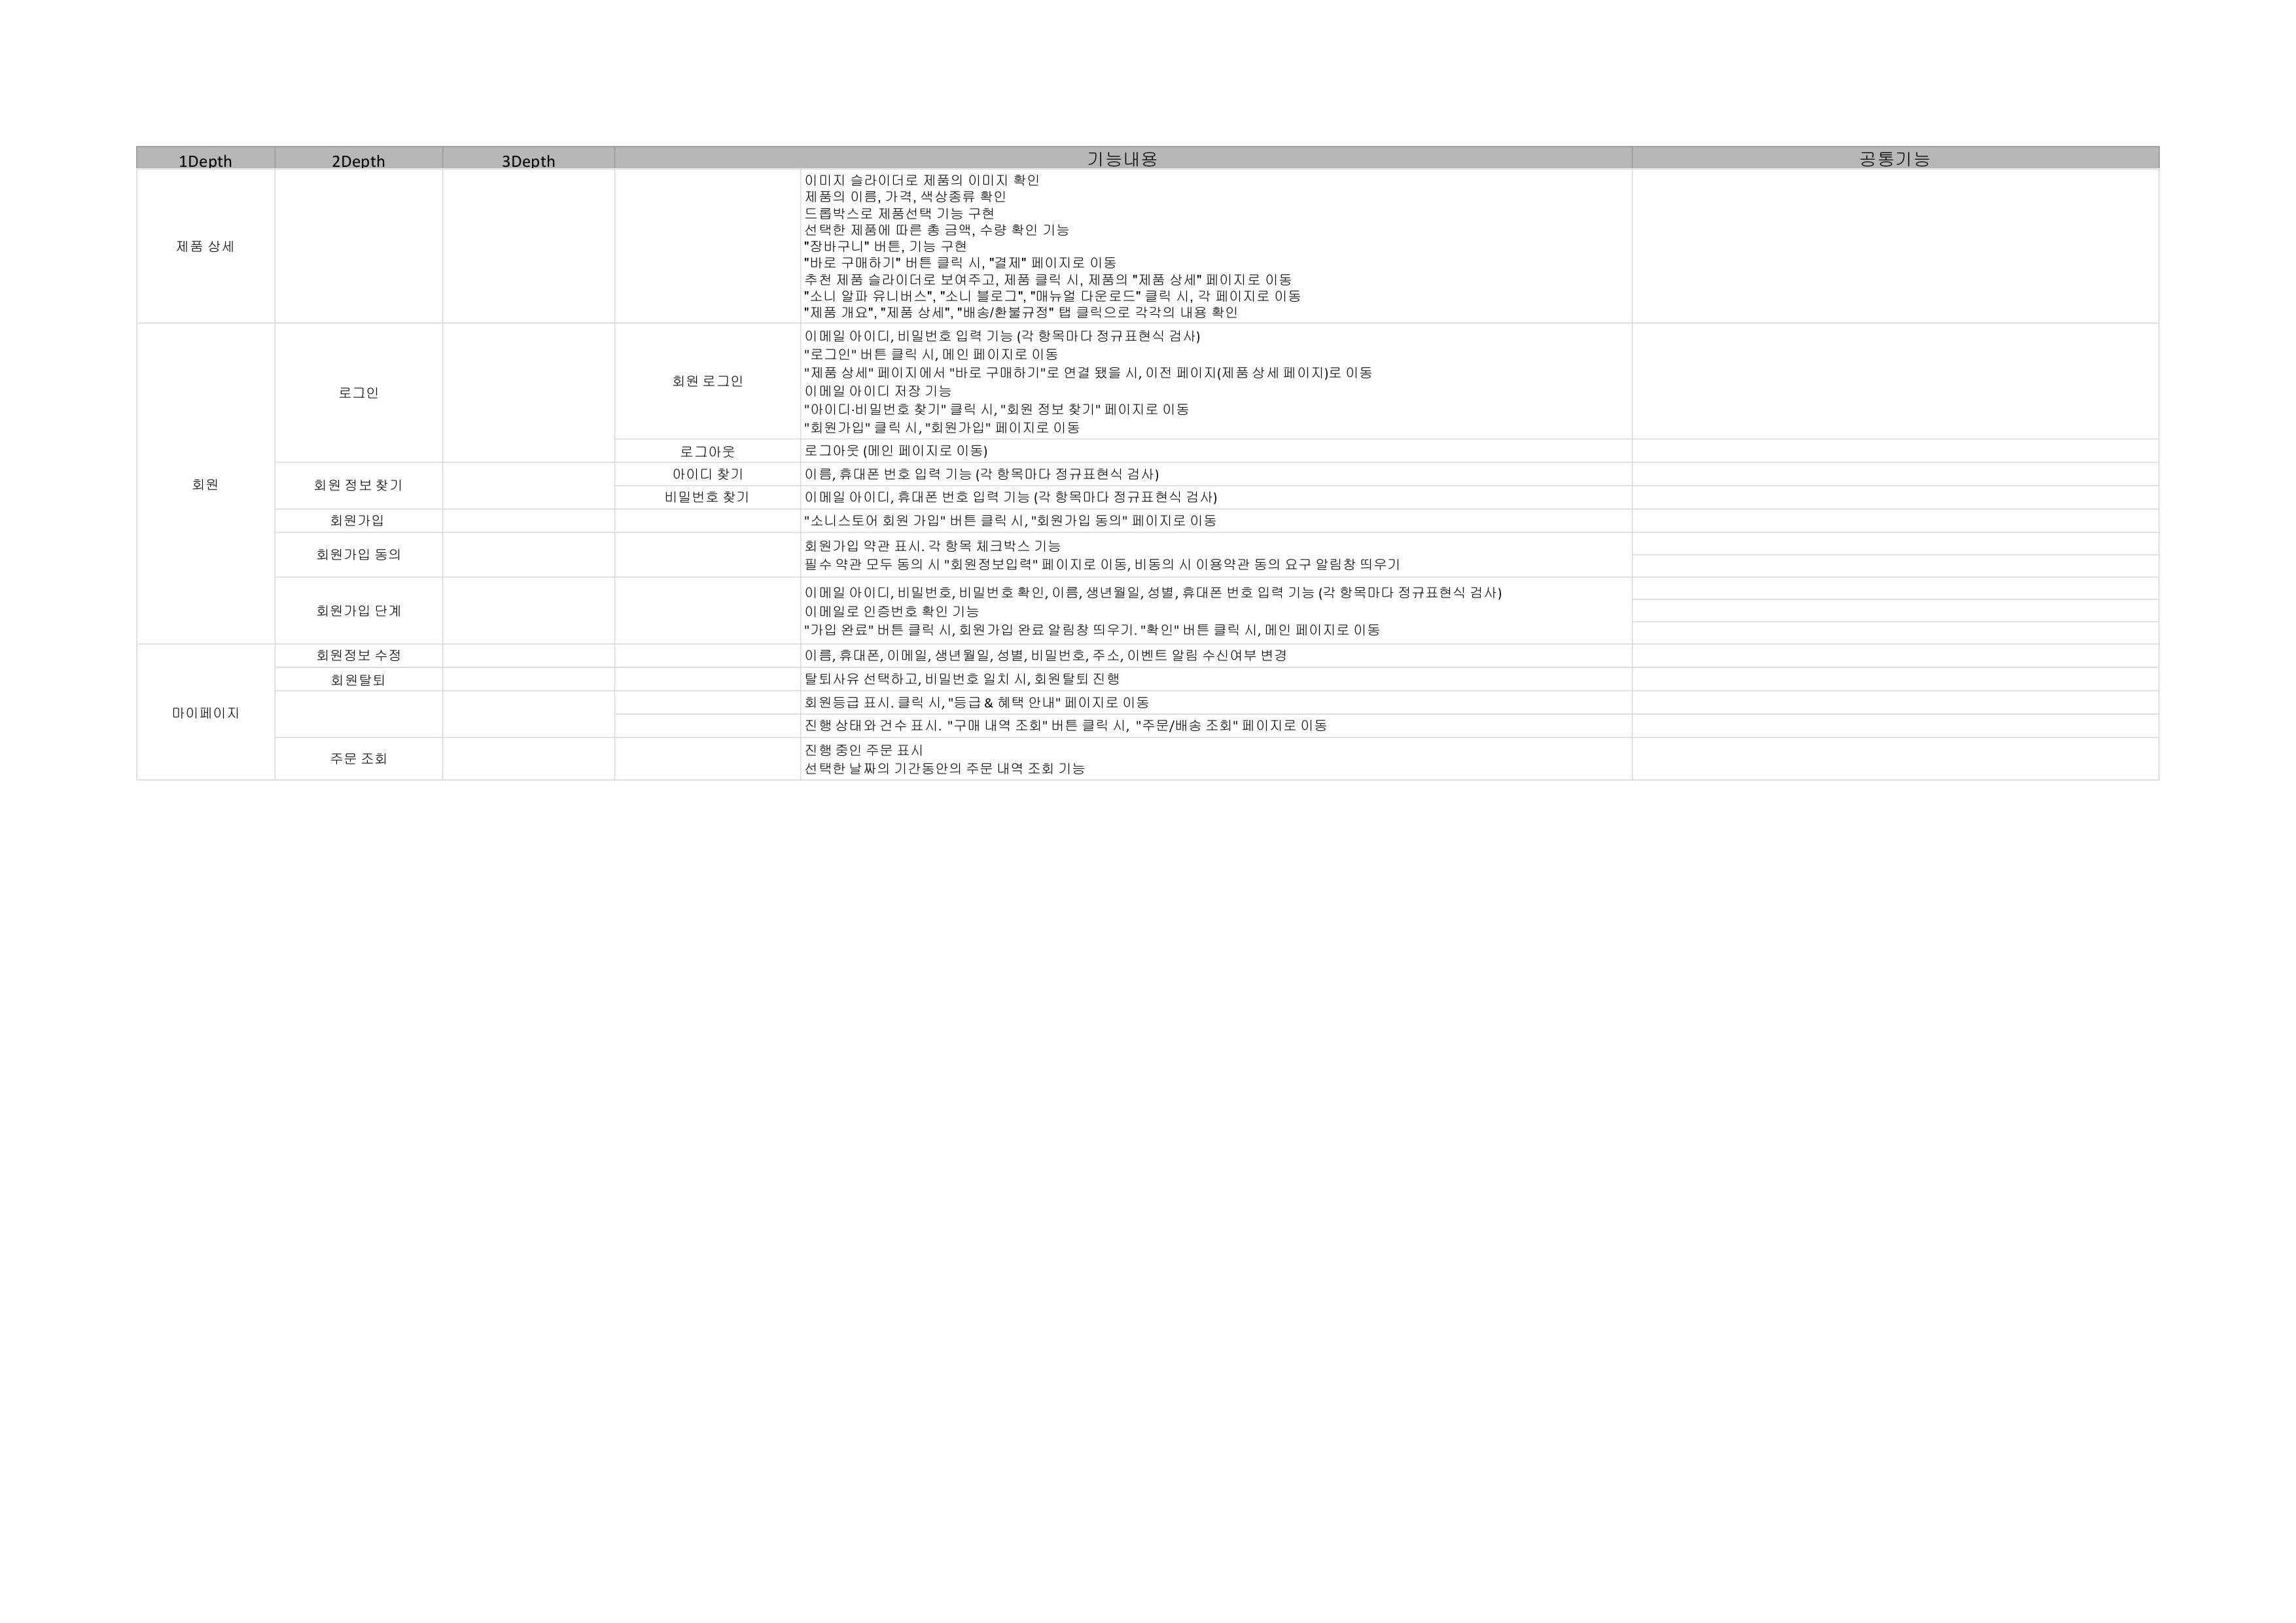 1Depth 2Depth 3Depth 기능내용 공통기능
제품 상세
이미지 슬라이더로 제품의 이미지 확인
제품의 이름, 가격, 색상종류 확인
드롭박스로 제품선택 기능 구현
선택한 제품에 따른 총 금액, 수량 확인 기능
"장바구니" 버튼, 기능 구현
"바로 구매하기" 버튼 클릭 시, "결제" 페이지로 이동
추천 제품 슬라이더로 보여주고, 제품 클릭 시, 제품의 "제품 상세" 페이지로 이동
"소니 알파 유니버스", "소니 블로그", "매뉴얼 다운로드" 클릭 시, 각 페이지로 이동
"제품 개요", "제품 상세", "배송/환불규정" 탭 클릭으로 각각의 내용 확인
회원
로그인
회원 로그인
이메일 아이디, 비밀번호 입력 기능 (각 항목마다 정규표현식 검사)
"로그인" 버튼 클릭 시, 메인 페이지로 이동
"제품 상세" 페이지에서 "바로 구매하기"로 연결 됐을 시, 이전 페이지(제품 상세 페이지)로 이동
이메일 아이디 저장 기능
"아이디·비밀번호 찾기" 클릭 시, "회원 정보 찾기" 페이지로 이동
"회원가입" 클릭 시, "회원가입" 페이지로 이동
로그아웃 로그아웃 (메인 페이지로 이동)
회원 정보 찾기
아이디 찾기 이름, 휴대폰 번호 입력 기능 (각 항목마다 정규표현식 검사)
비밀번호 찾기 이메일 아이디, 휴대폰 번호 입력 기능 (각 항목마다 정규표현식 검사)
회원가입 "소니스토어 회원 가입" 버튼 클릭 시, "회원가입 동의" 페이지로 이동
회원가입 동의
회원가입 약관 표시. 각 항목 체크박스 기능
필수 약관 모두 동의 시 "회원정보입력" 페이지로 이동, 비동의 시 이용약관 동의 요구 알림창 띄우기
회원가입 단계
이메일 아이디, 비밀번호, 비밀번호 확인, 이름, 생년월일, 성별, 휴대폰 번호 입력 기능 (각 항목마다 정규표현식 검사)
이메일로 인증번호 확인 기능
"가입 완료" 버튼 클릭 시, 회원가입 완료 알림창 띄우기. "확인" 버튼 클릭 시, 메인 페이지로 이동
마이페이지
회원정보 수정 이름, 휴대폰, 이메일, 생년월일, 성별, 비밀번호, 주소, 이벤트 알림 수신여부 변경
회원탈퇴 탈퇴사유 선택하고, 비밀번호 일치 시, 회원탈퇴 진행
회원등급 표시. 클릭 시, "등급 & 혜택 안내" 페이지로 이동
진행 상태와 건수 표시. "구매 내역 조회" 버튼 클릭 시, "주문/배송 조회" 페이지로 이동
주문 조회
진행 중인 주문 표시
선택한 날짜의 기간동안의 주문 내역 조회 기능